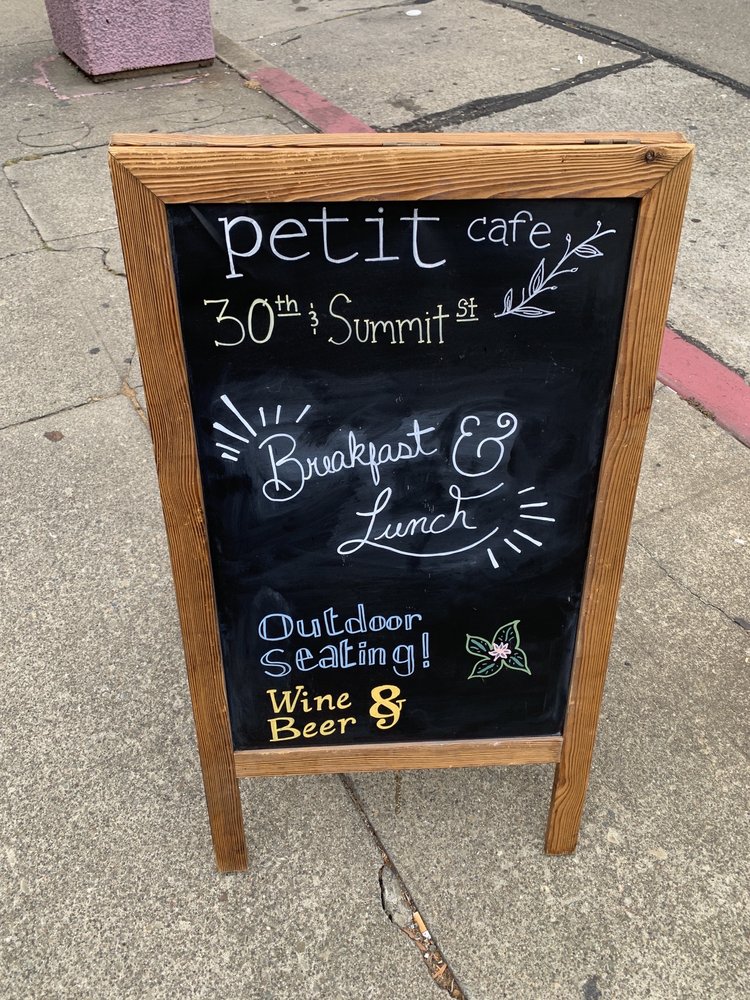 petit cafe
30th & Summit St
Breakfast &
Lunch
Outdoor
Seating!
Wine &
Beer